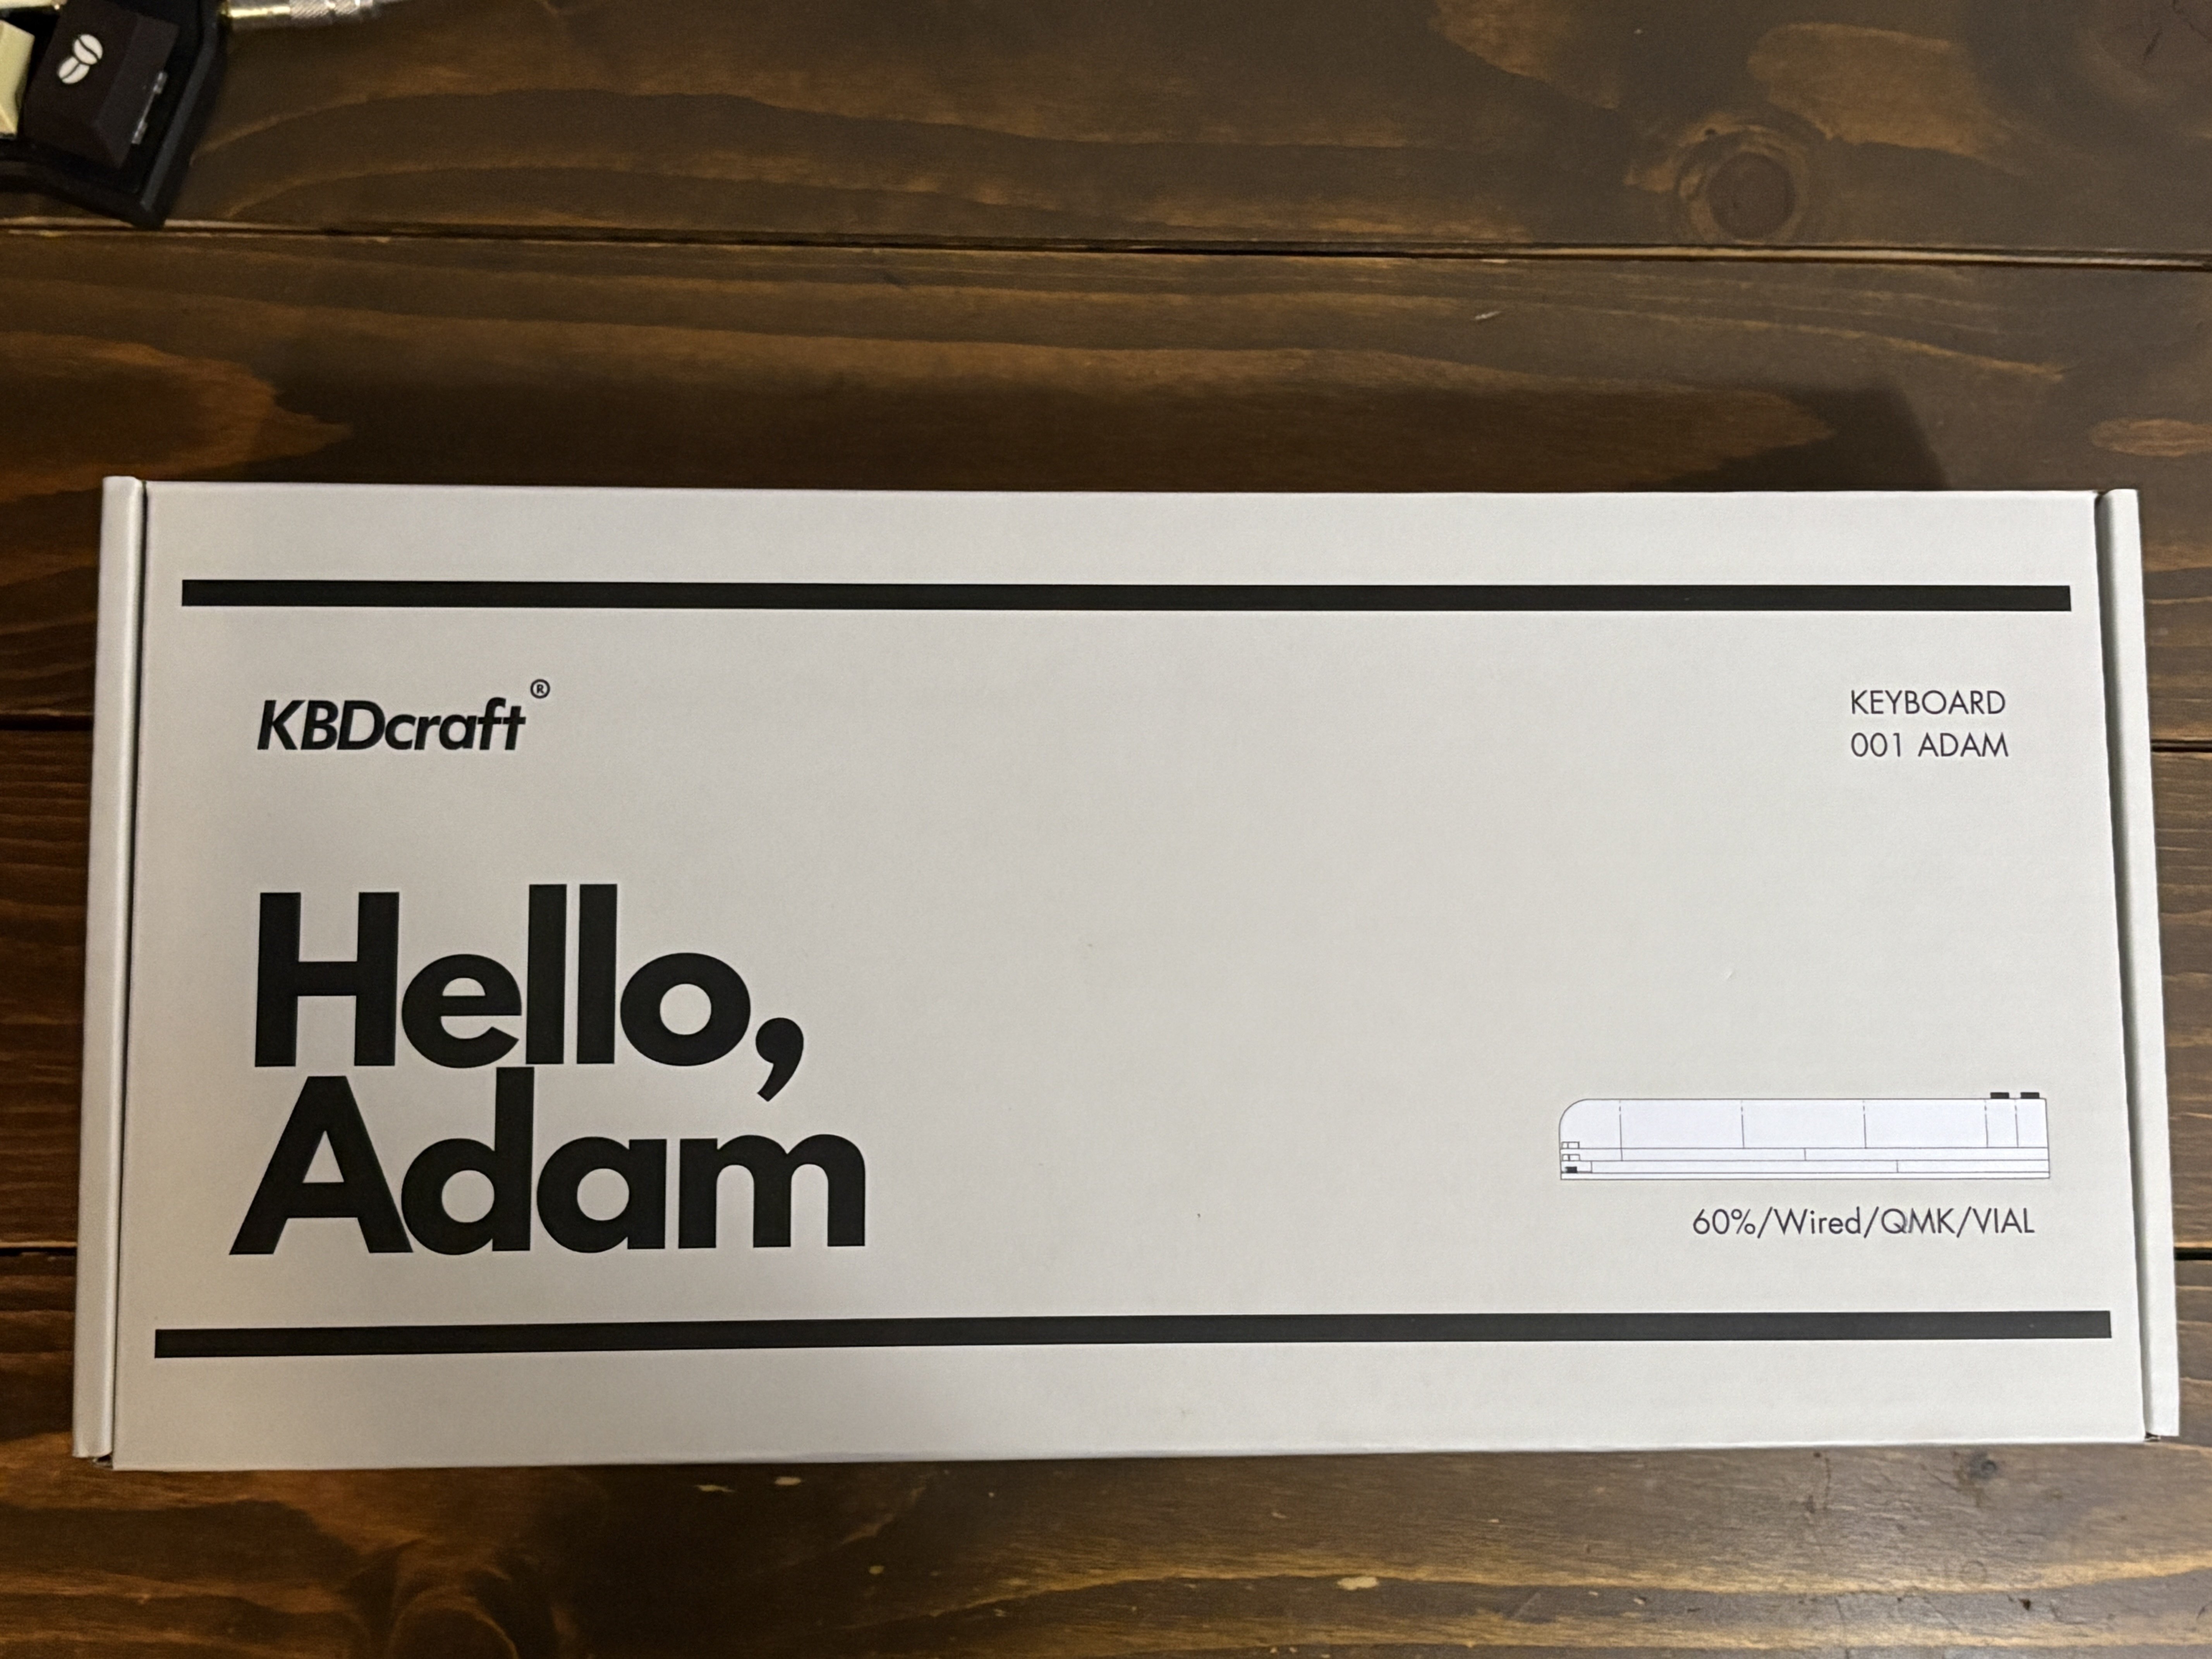 KBDcraft®
KEYBOARD
001 ADAM
Hello,
Adam
60%/Wired/QMK/VIAL